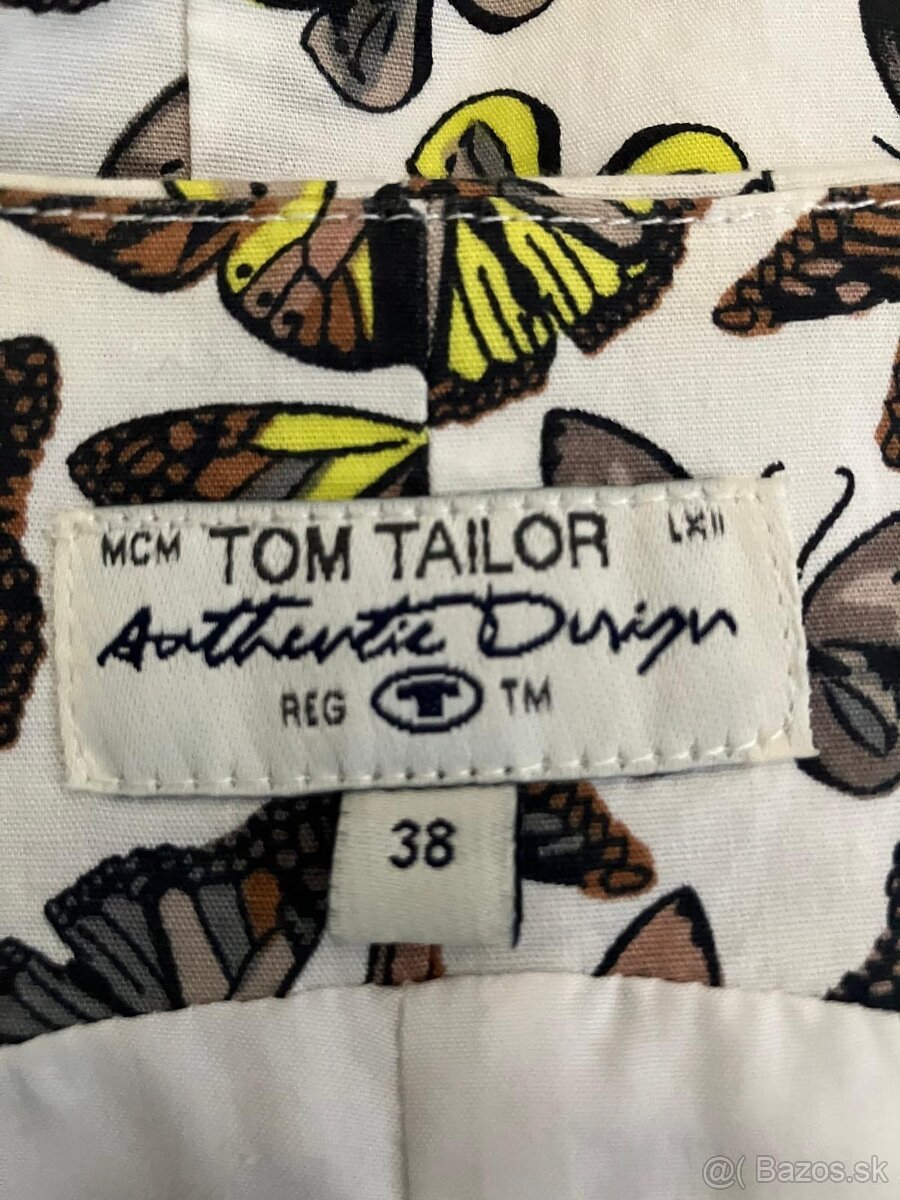 MCM TOM TAILOR LXII
Authentic Design
REG T TM
38
@( Bazos.sk